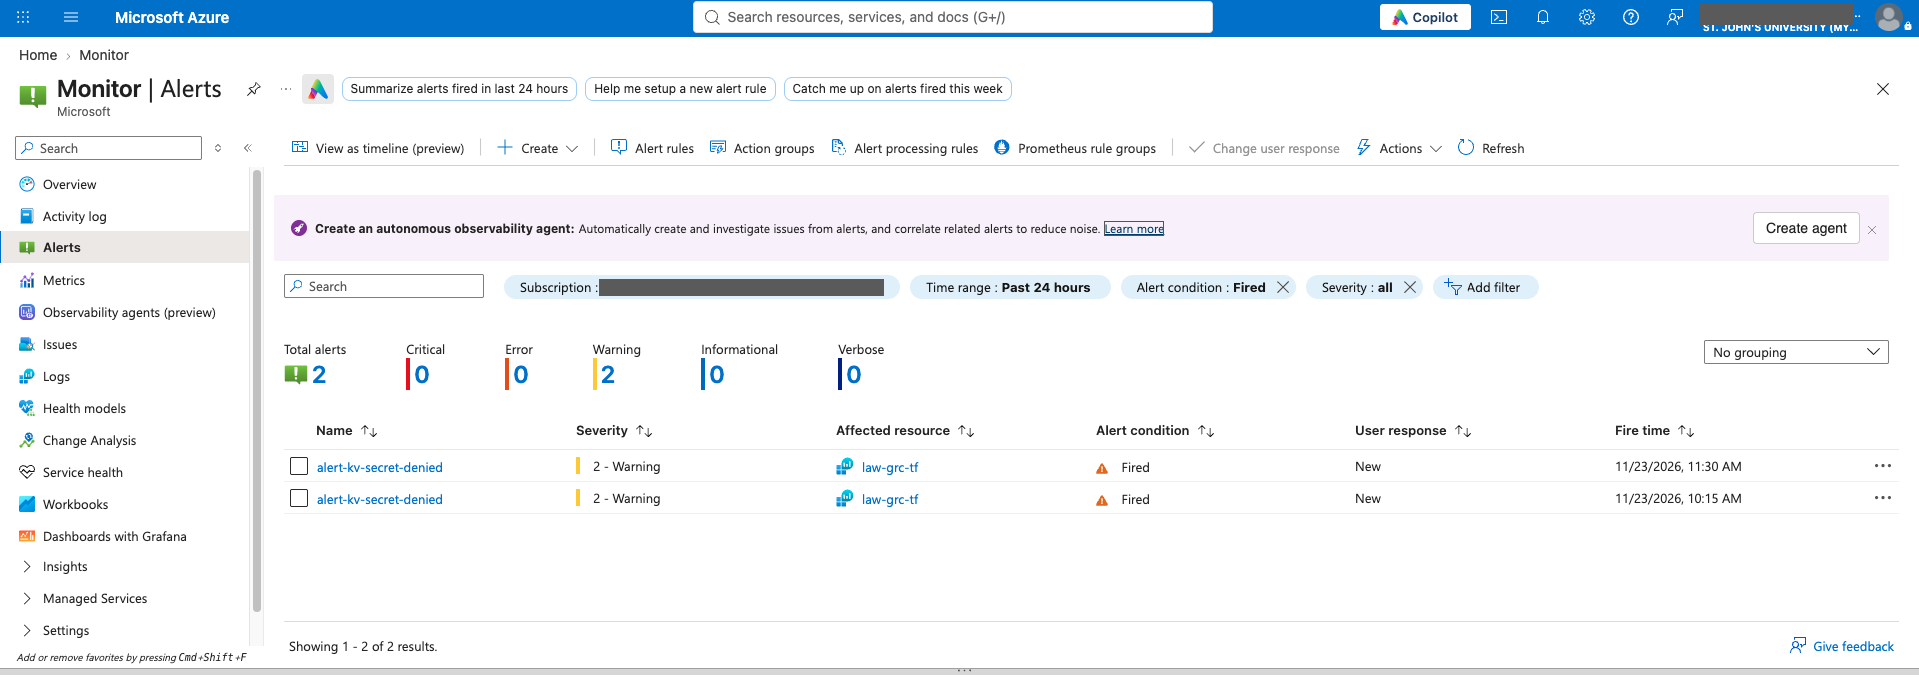 Microsoft Azure
Search resources, services, and docs (G+/)
Copilot
ST. JOHN'S UNIVERSITY (MY...
Home > Monitor
Monitor | Alerts
Microsoft
Summarize alerts fired in last 24 hours
Help me setup a new alert rule
Catch me up on alerts fired this week
Search
View as timeline (preview)
Create
Alert rules
Action groups
Alert processing rules
Prometheus rule groups
Change user response
Actions
Refresh
Overview
Activity log
Alerts
Metrics
Observability agents (preview)
Issues
Logs
Health models
Change Analysis
Service health
Workbooks
Dashboards with Grafana
Insights
Managed Services
Settings
Add or remove favorites by pressing Cmd+Shift+F
Create an autonomous observability agent: Automatically create and investigate issues from alerts, and correlate related alerts to reduce noise. Learn more
Create agent
Search
Subscription :
Time range : Past 24 hours
Alert condition : Fired
Severity : all
Add filter
Total alerts Critical Error Warning Informational Verbose
2 0 0 2 0 0
No grouping
Name Severity Affected resource Alert condition User response Fire time
alert-kv-secret-denied 2 - Warning law-grc-tf Fired New 11/23/2026, 11:30 AM
alert-kv-secret-denied 2 - Warning law-grc-tf Fired New 11/23/2026, 10:15 AM
Showing 1 - 2 of 2 results.
Give feedback